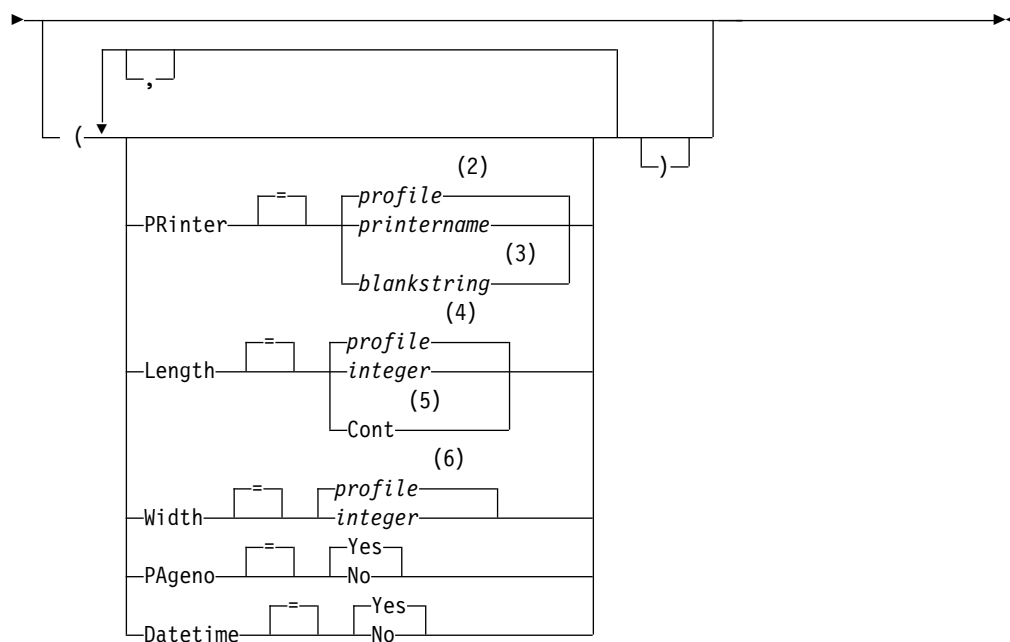 ,
(
)
(2)
PRinter = profile
printername
(3)
blankstring
(4)
Length = profile
integer
(5)
Cont
(6)
Width = profile
integer
PAgeno = Yes
No
Datetime = Yes
No